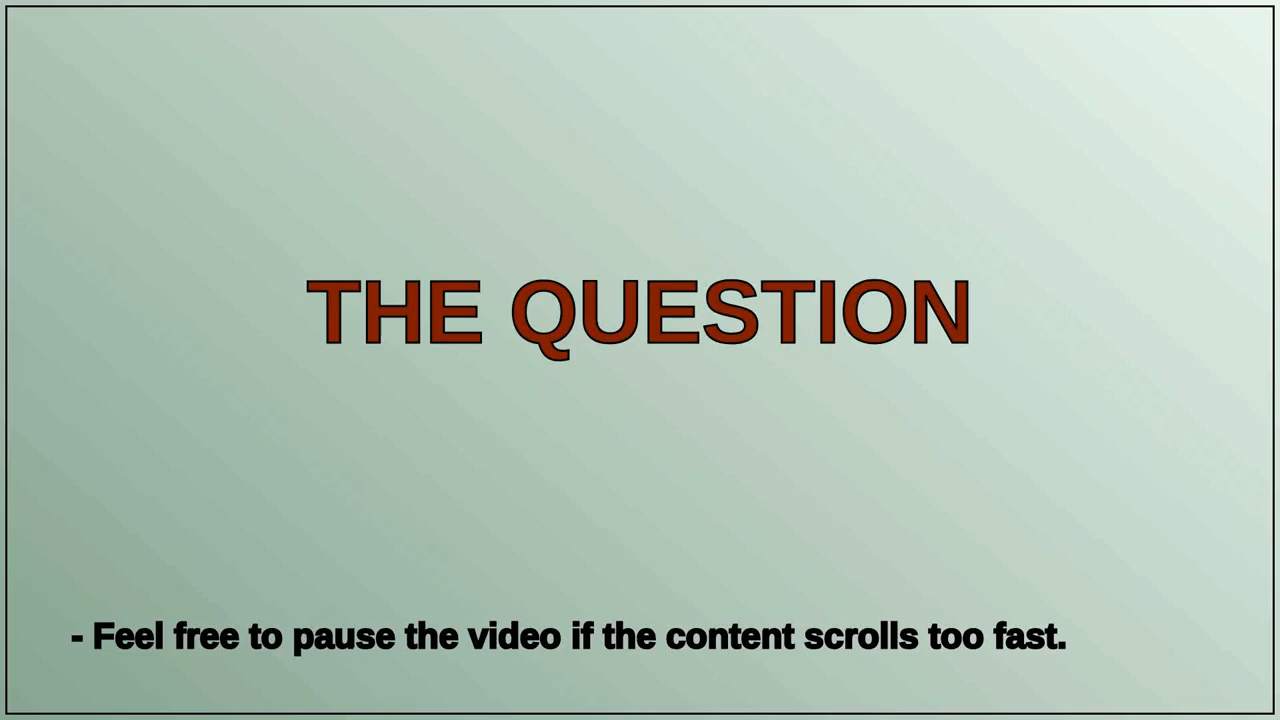 THE QUESTION
- Feel free to pause the video if the content scrolls too fast.